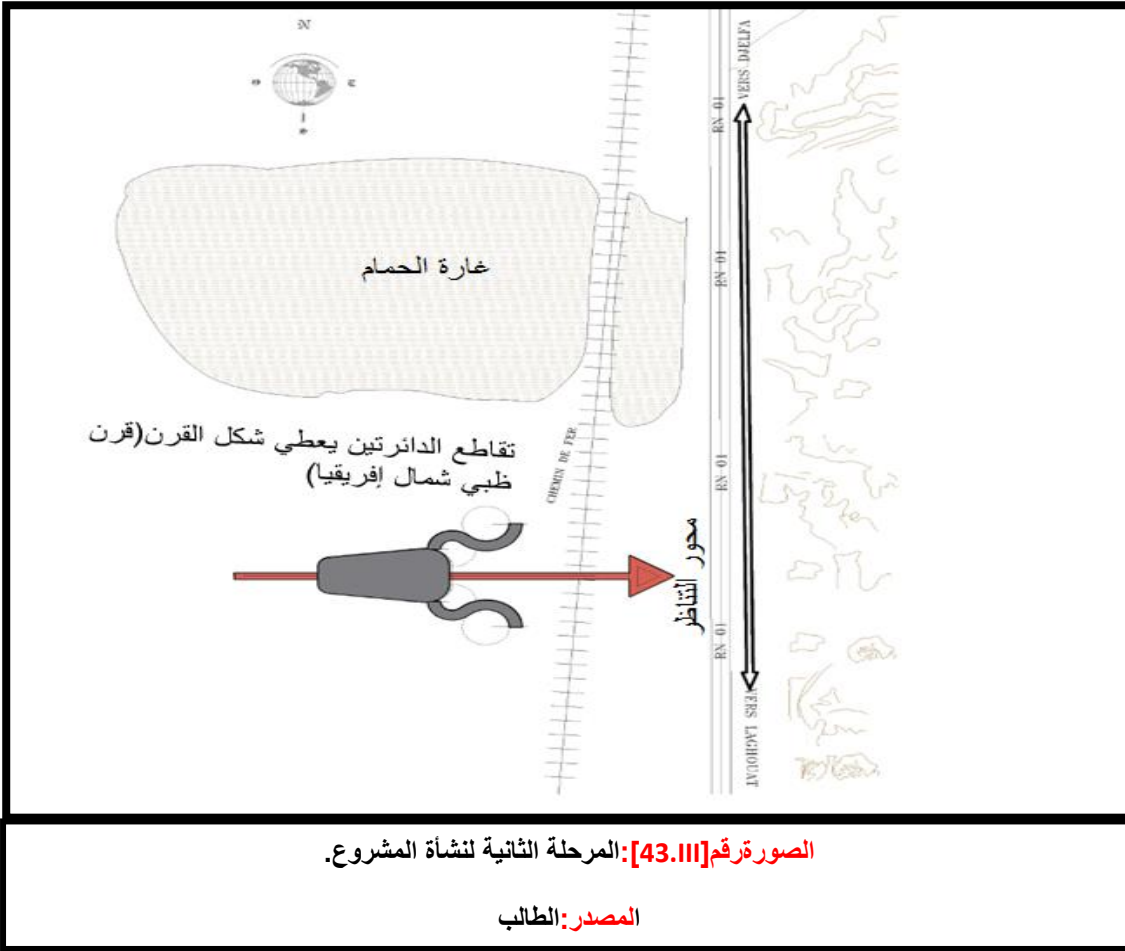 N
VERS DJELFA
RN 01
RN 01
غارة الحمام
تقاطع الدائرتين يعطي شكل القرن(قرن
ظبي شمال إفريقيا)
CHEMIN DE FER
RN 01
محور التناظر
RN 01
VERS LAGHOUAT
الصورةرقم[43.III]:المرحلة الثانية لنشأة المشروع.
المصدر:الطالب